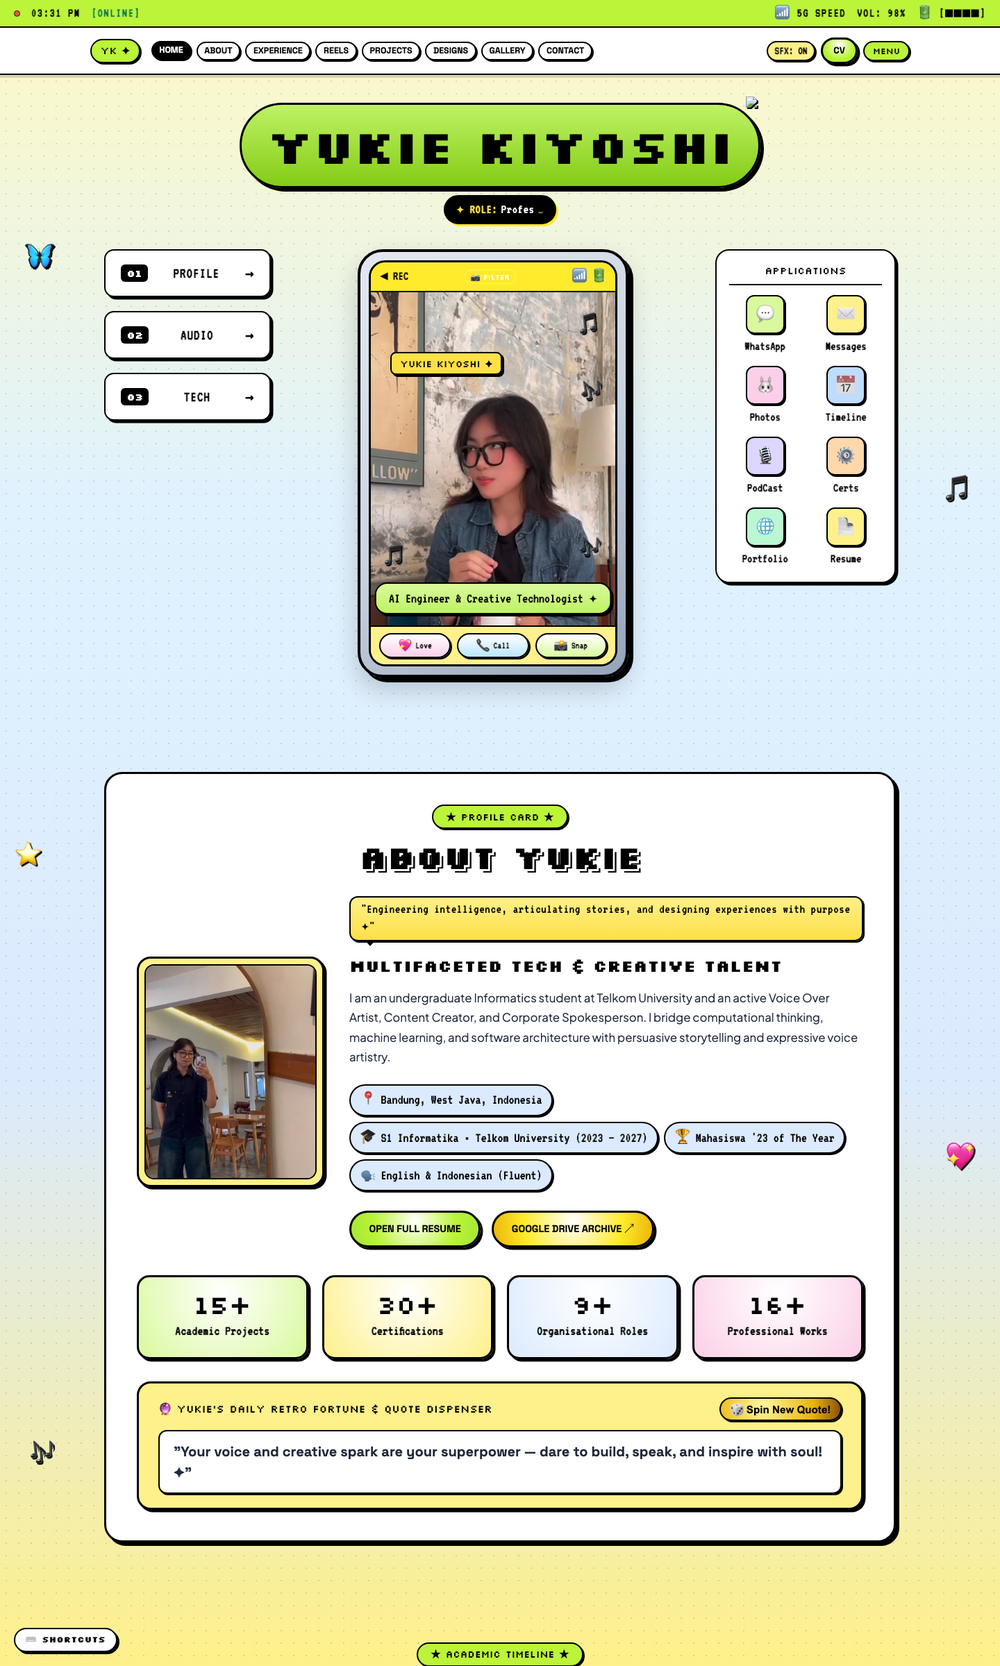 03:31 PM [ONLINE]
5G SPEED VOL: 98% [■■■■]
YK ✦
HOME
ABOUT
EXPERIENCE
REELS
PROJECTS
DESIGNS
GALLERY
CONTACT
SFX: ON
CV
MENU
YUKIE KIYOSHI
✦ ROLE: Profes _
01 PROFILE →
02 AUDIO →
03 TECH →
◀ REC
📷 FILTER
YUKIE KIYOSHI ✦
LLOW"
AI Engineer & Creative Technologist ✦
💖 Love
📞 Call
📸 Snap
APPLICATIONS
WhatsApp
Messages
Photos
17
Timeline
PodCast
Certs
Portfolio
Resume
★ PROFILE CARD ★
ABOUT YUKIE
"Engineering intelligence, articulating stories, and designing experiences with purpose
✦"
MULTIFACETED TECH & CREATIVE TALENT
I am an undergraduate Informatics student at Telkom University and an active Voice Over
Artist, Content Creator, and Corporate Spokesperson. I bridge computational thinking,
machine learning, and software architecture with persuasive storytelling and expressive voice
artistry.
📍 Bandung, West Java, Indonesia
🎓 S1 Informatika • Telkom University (2023 - 2027)
🏆 Mahasiswa '23 of The Year
🗣️ English & Indonesian (Fluent)
OPEN FULL RESUME
GOOGLE DRIVE ARCHIVE ↗
15+
Academic Projects
30+
Certifications
9+
Organisational Roles
16+
Professional Works
🔮 YUKIE'S DAILY RETRO FORTUNE & QUOTE DISPENSER
🎲 Spin New Quote!
"Your voice and creative spark are your superpower — dare to build, speak, and inspire with soul!
✦"
⌨️ SHORTCUTS
★ ACADEMIC TIMELINE ★